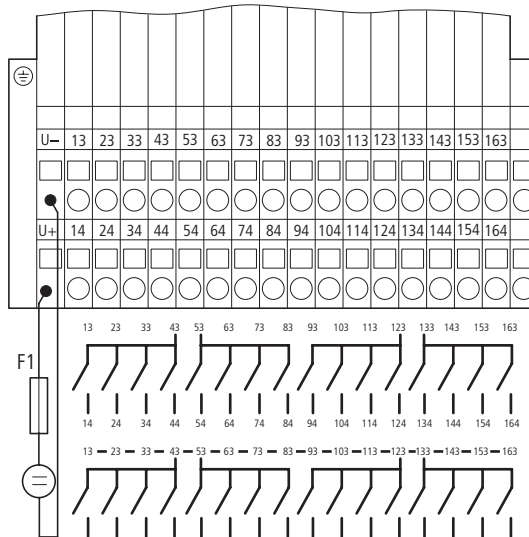 U– 13 23 33 43 53 63 73 83 93 103 113 123 133 143 153 163
U+ 14 24 34 44 54 64 74 84 94 104 114 124 134 144 154 164
13 23 33 43 53 63 73 83 93 103 113 123 133 143 153 163
F1
14 24 34 44 54 64 74 84 94 104 114 124 134 144 154 164
13 23 33 43 53 63 73 83 93 103 113 123 133 143 153 163